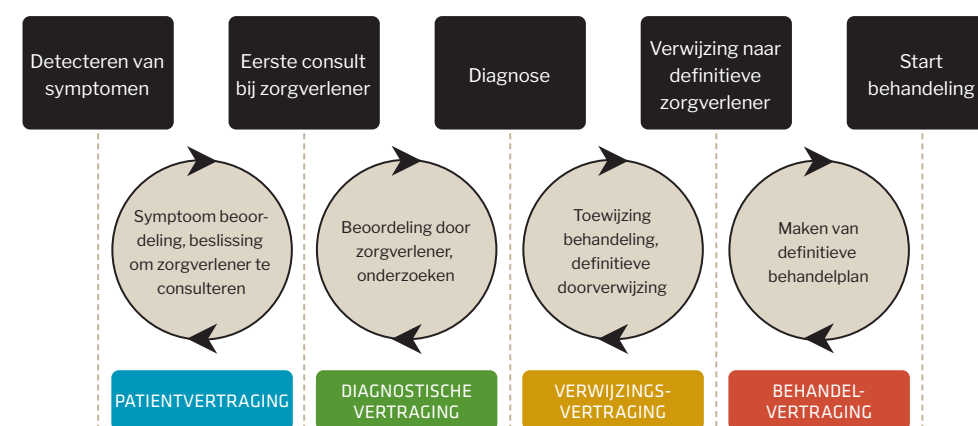 Detecteren van
symptomen
Eerste consult
bij zorgverlener
Diagnose
Verwijzing naar
definitieve
zorgverlener
Start
behandeling
Symptoom beoor-
deling, beslissing
om zorgverlener te
consulteren
Beoordeling door
zorgverlener,
onderzoeken
Toewijzing
behandeling,
definitieve
doorverwijzing
Maken van
definitieve
behandelplan
PATIENTVERTRAGING
DIAGNOSTISCHE
VERTRAGING
VERWIJZINGS-
VERTRAGING
BEHANDEL-
VERTRAGING